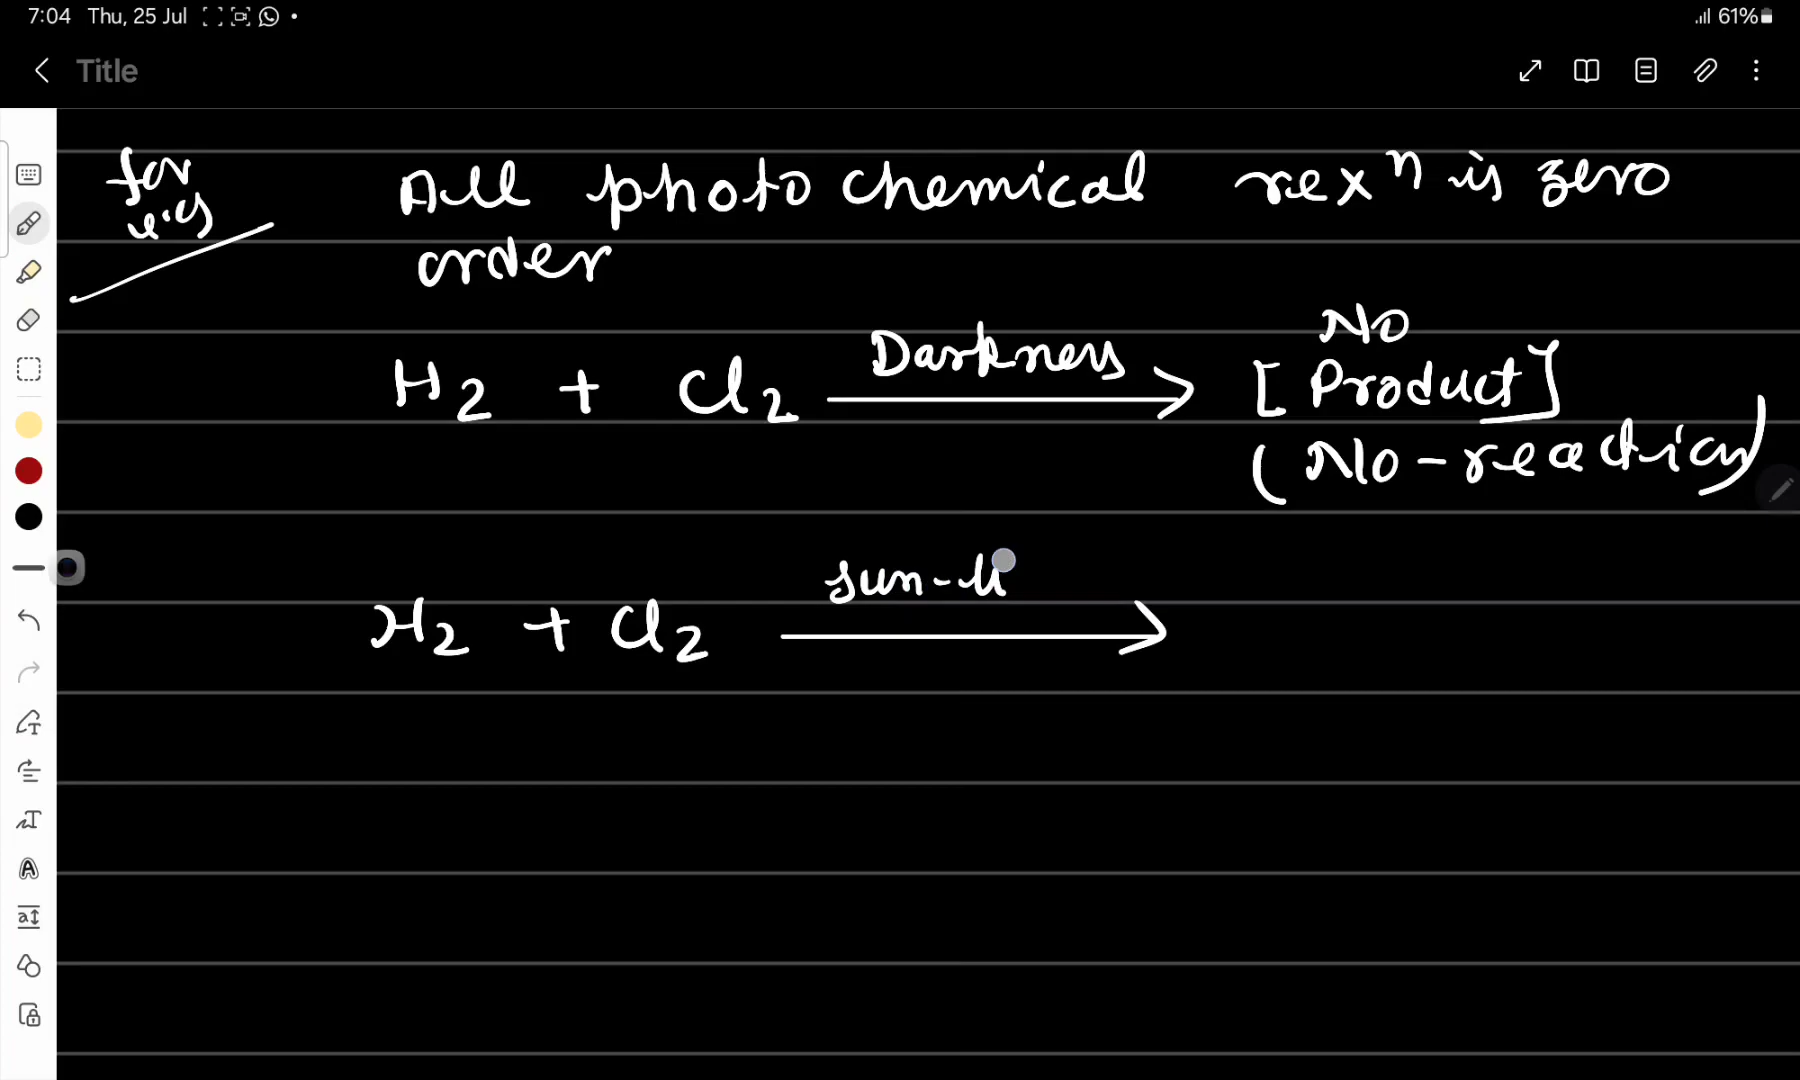 7:04 Thu, 25 Jul 61%
Title
for
All photo chemical rexⁿ is zero
order
H2 + Cl2 Darkness → [No Product]
(No-reaction)
H2 + Cl2 sun-li →